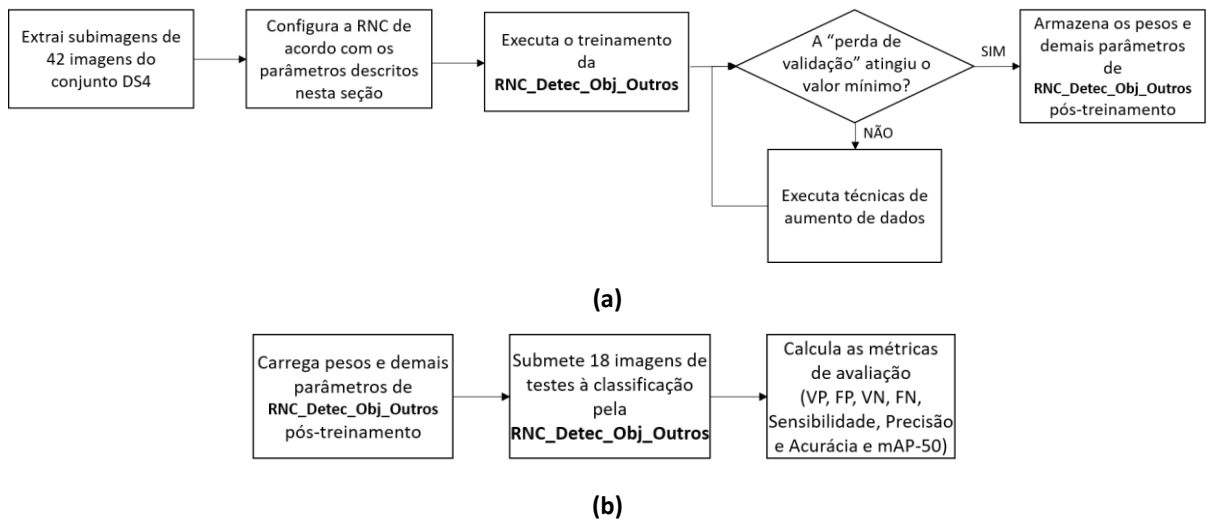 Extrai subimagens de
42 imagens do
conjunto DS4
Configura a RNC de
acordo com os
parâmetros descritos
nesta seção
Executa o treinamento
da
RNC_Detec_Obj_Outros
A “perda de
validação” atingiu o
valor mínimo?
SIM
Armazena os pesos e
demais parâmetros
de
RNC_Detec_Obj_Outros
pós-treinamento
NÃO
Executa técnicas de
aumento de dados
(a)
Carrega pesos e demais
parâmetros de
RNC_Detec_Obj_Outros
pós-treinamento
Submete 18 imagens de
testes à classificação
pela
RNC_Detec_Obj_Outros
Calcula as métricas
de avaliação
(VP, FP, VN, FN,
Sensibilidade, Precisão
e Acurácia e mAP-50)
(b)